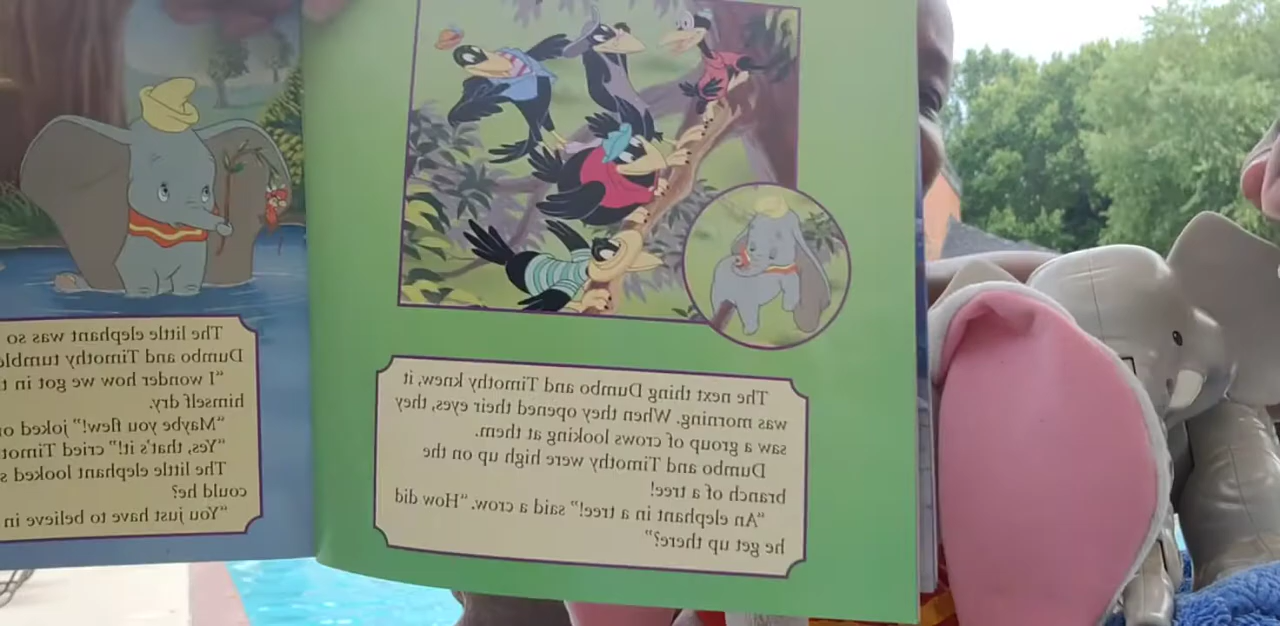 The next thing Dumbo and Timothy knew, it
was morning. When they opened their eyes, they
saw a group of crows looking at them.
Dumbo and Timothy were high up on the
branch of a tree!
“An elephant in a tree!” said a crow. “How did
he get up there?”
The little elephant was so
Dumbo and Timothy
“I wonder how we got in
himself dry.
“Maybe you flew!” joked
“Yes, that's it!” cried
The little elephant looked
could he?
“You just have to believe in